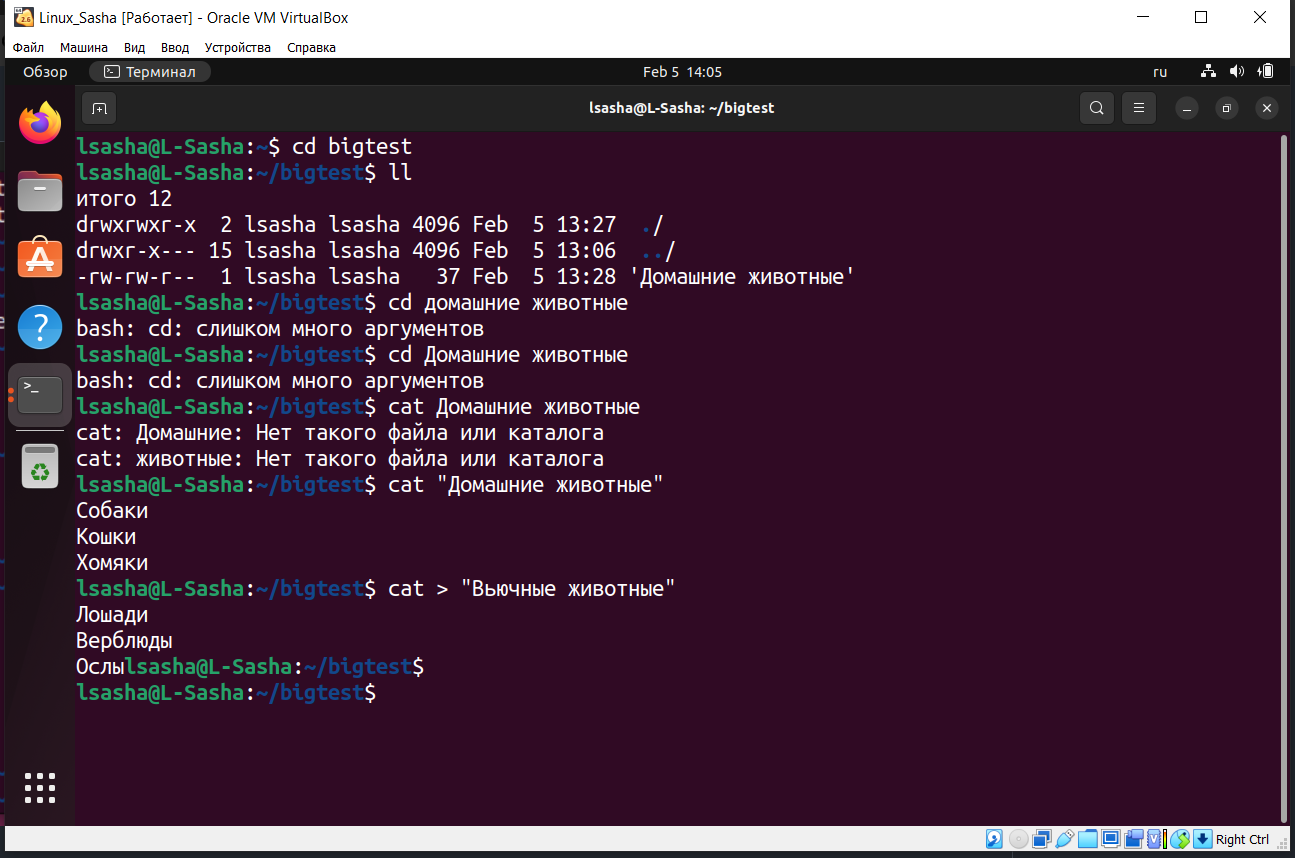 Linux_Sasha [Работает] - Oracle VM VirtualBox
Файл Машина Вид Ввод Устройства Справка
Обзор Терминал Feb 5 14:05 ru
lsasha@L-Sasha: ~/bigtest
lsasha@L-Sasha:~$ cd bigtest
lsasha@L-Sasha:~/bigtest$ ll
итого 12
drwxrwxr-x  2 lsasha lsasha 4096 Feb  5 13:27  ./
drwxr-x--- 15 lsasha lsasha 4096 Feb  5 13:06  ../
-rw-rw-r--  1 lsasha lsasha   37 Feb  5 13:28 'Домашние животные'
lsasha@L-Sasha:~/bigtest$ cd домашние животные
bash: cd: слишком много аргументов
lsasha@L-Sasha:~/bigtest$ cd Домашние животные
bash: cd: слишком много аргументов
lsasha@L-Sasha:~/bigtest$ cat Домашние животные
cat: Домашние: Нет такого файла или каталога
cat: животные: Нет такого файла или каталога
lsasha@L-Sasha:~/bigtest$ cat "Домашние животные"
Собаки
Кошки
Хомяки
lsasha@L-Sasha:~/bigtest$ cat > "Вьючные животные"
Лошади
Верблюды
Ослыlsasha@L-Sasha:~/bigtest$
lsasha@L-Sasha:~/bigtest$
Right Ctrl